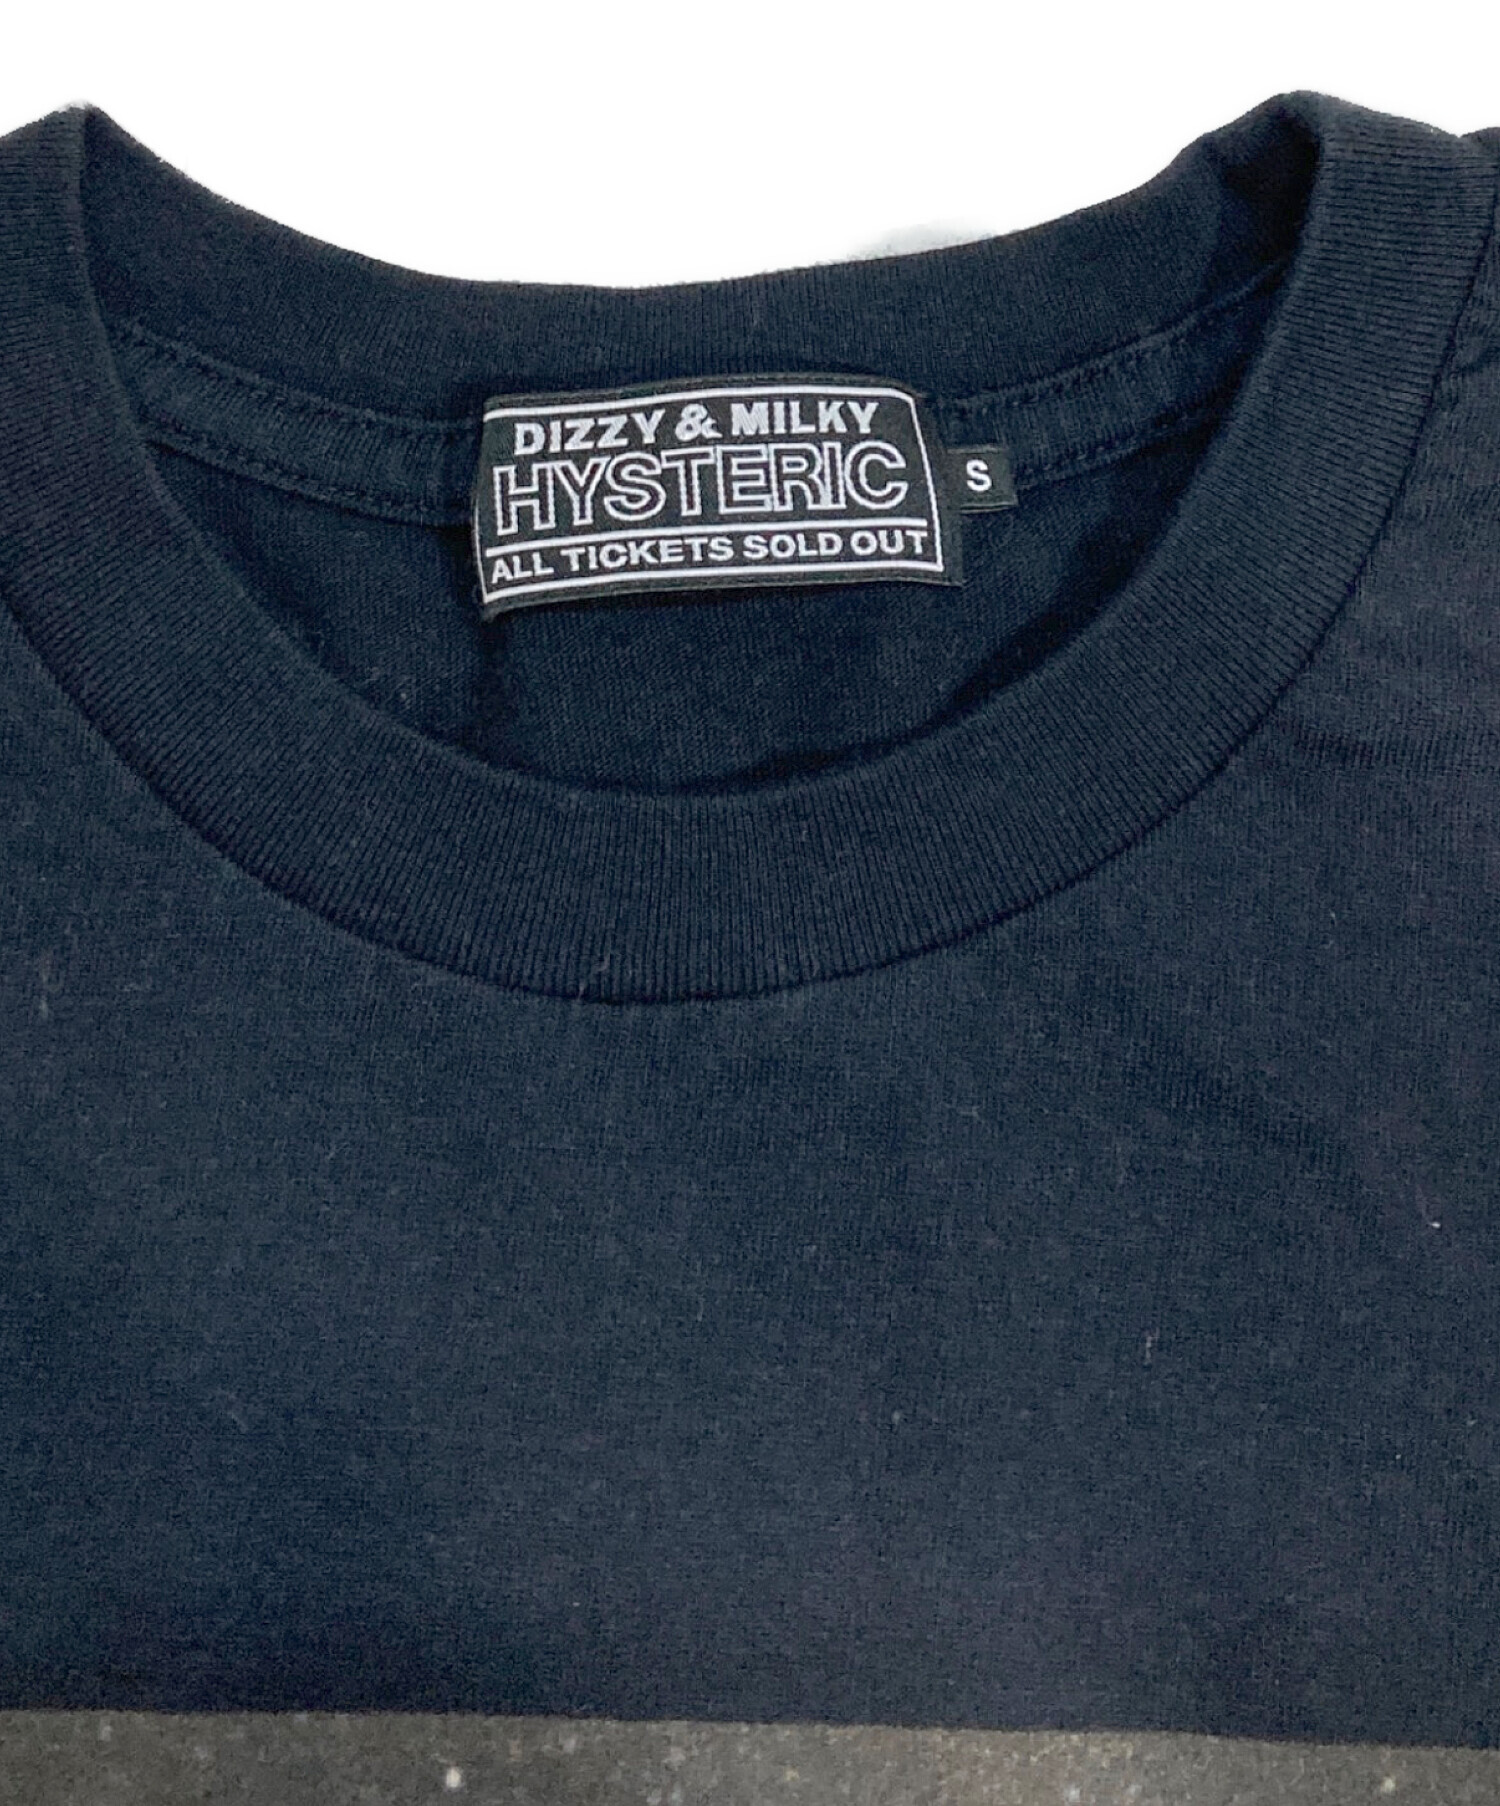 DIZZY & MILKY
HYSTERIC
ALL TICKETS SOLD OUT
S